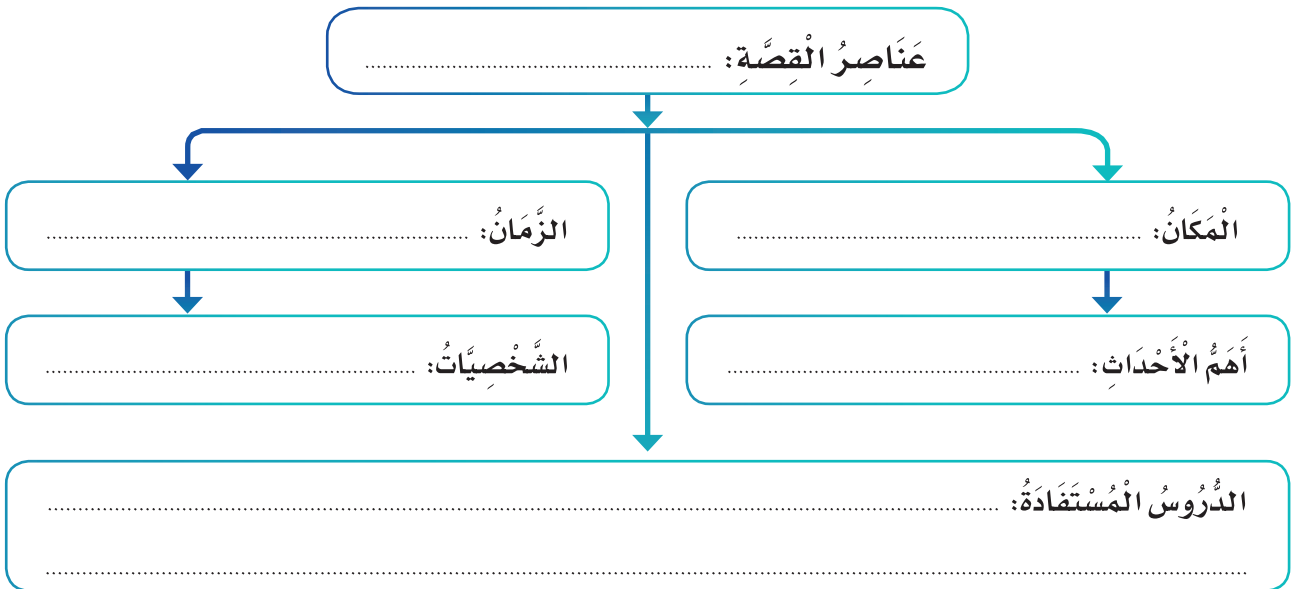 عَنَاصِرُ الْقِصَّةِ: ............................................................
الْمَكَانُ: ............................................................
الزَّمَانُ: ............................................................
أَهَمُّ الْأَحْدَاثِ: ............................................................
الشَّخْصِيَّاتُ: ............................................................
الدُّرُوسُ الْمُسْتَفَادَةُ: ............................................................
............................................................